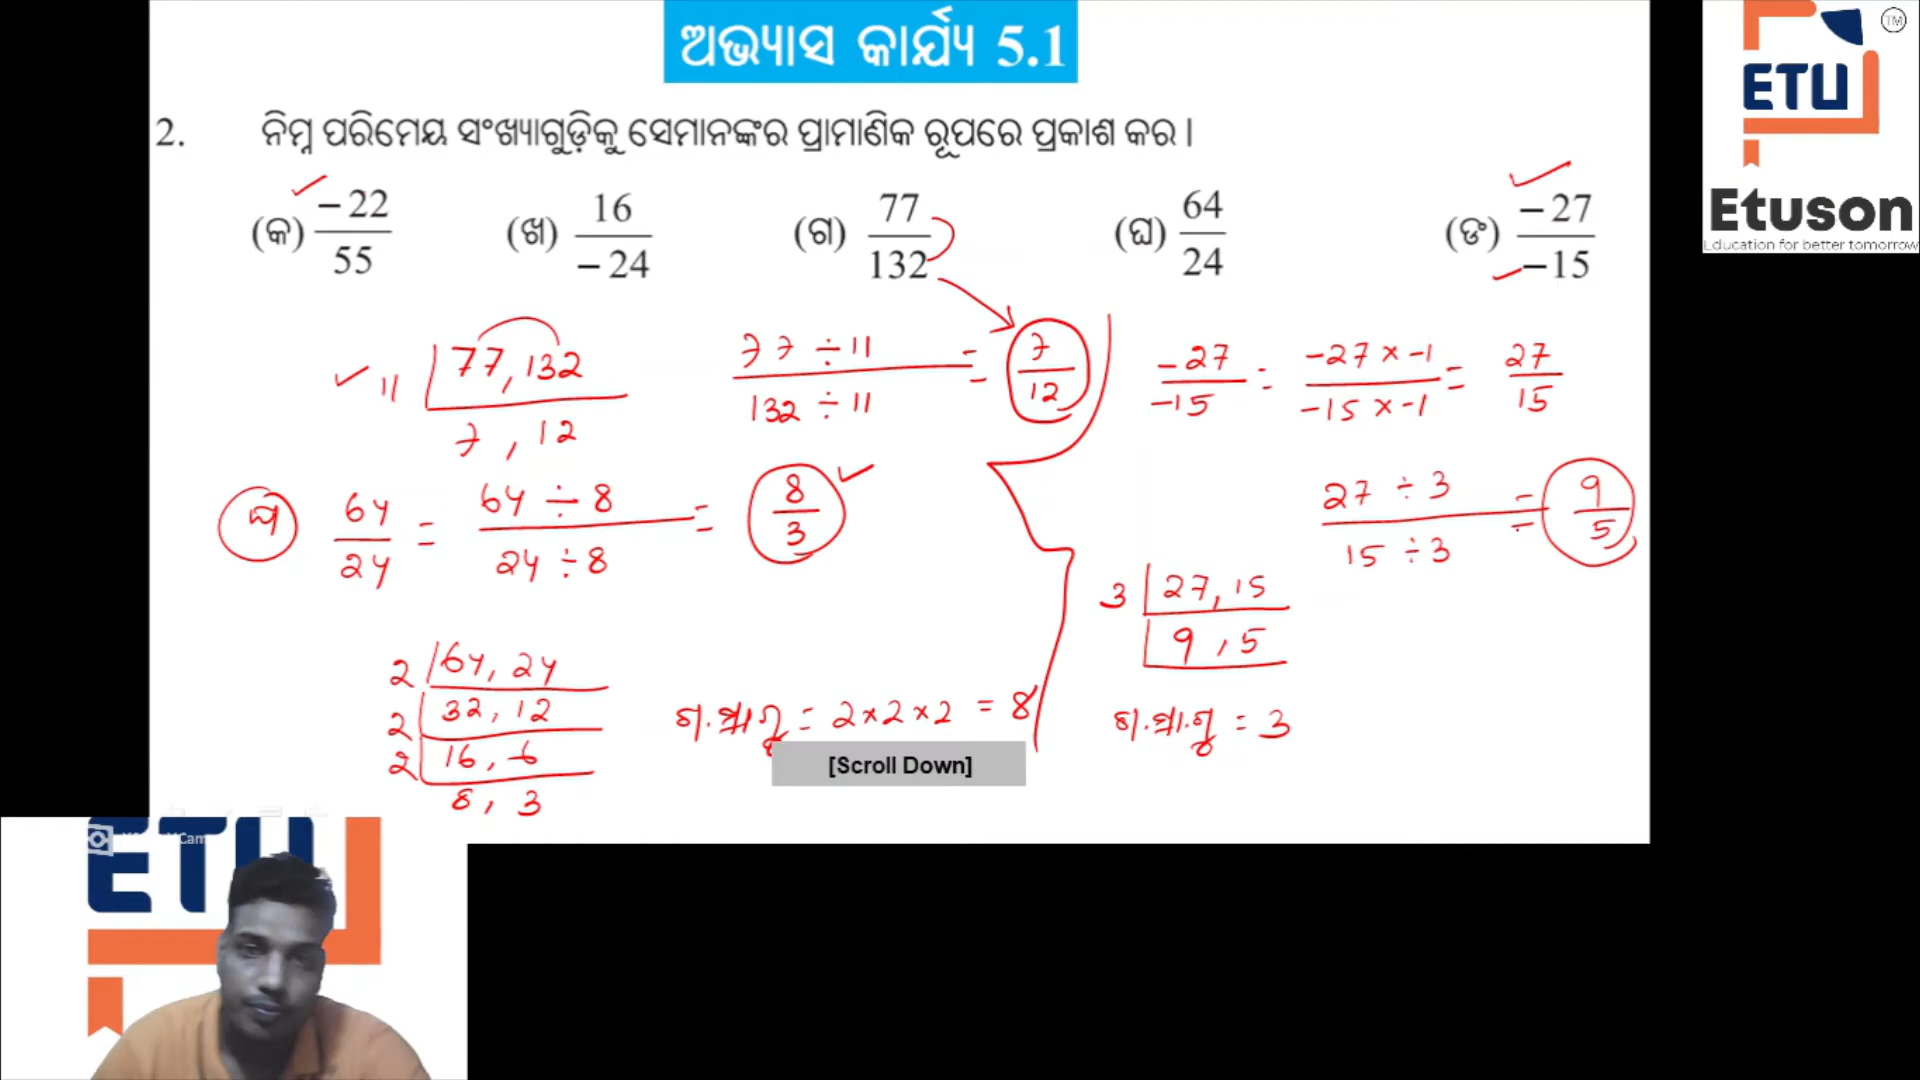 ଅଭ୍ୟାସ କାର୍ଯ୍ୟ 5.1
TM
ETU
Etuson
Education for better tomorrow
2. ନିମ୍ନ ପରିମେୟ ସଂଖ୍ୟାଗୁଡ଼ିକୁ ସେମାନଙ୍କର ପ୍ରାମାଣିକ ରୂପରେ ପ୍ରକାଶ କର ।
(କ) -22/55 (ଖ) 16/-24 (ଗ) 77/132 (ଘ) 64/24 (ଙ) -27/-15
11 | 77, 132
7, 12
77 ÷ 11 / 132 ÷ 11 = 7/12
-27/-15 = -27 × -1 / -15 × -1 = 27/15
27 ÷ 3 / 15 ÷ 3 = 9/5
ଘ 64/24 = 64 ÷ 8 / 24 ÷ 8 = 8/3
3 | 27, 15
9, 5
2 | 64, 24
2 | 32, 12
2 | 16, 6
8, 3
ଗ.ସା.ଗୁ = 2×2×2 = 8
ଗ.ସା.ଗୁ = 3
[Scroll Down]
ETU